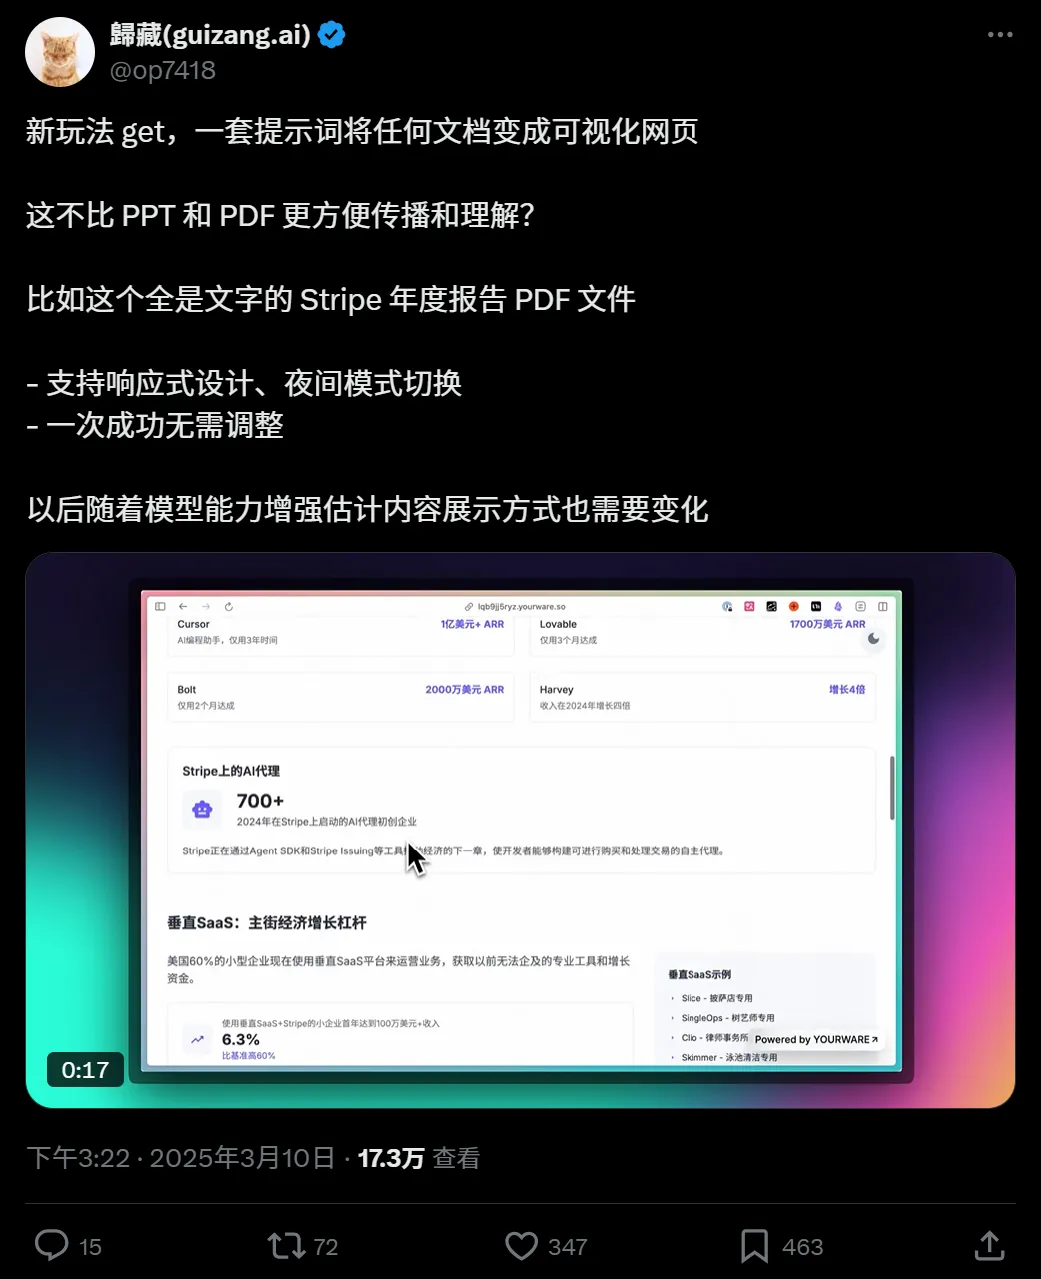 歸藏(guizang.ai)
@op7418
新玩法 get，一套提示词将任何文档变成可视化网页
这不比 PPT 和 PDF 更方便传播和理解？
比如这个全是文字的 Stripe 年度报告 PDF 文件
- 支持响应式设计、夜间模式切换
- 一次成功无需调整
以后随着模型能力增强估计内容展示方式也需要变化
lqb9jj5ryz.yourware.so
Cursor 1亿美元+ ARR
AI编程助手，仅用3年时间
Lovable 1700万美元 ARR
仅用3个月达成
Bolt 2000万美元 ARR
仅用2个月达成
Harvey 增长4倍
收入在2024年增长四倍
Stripe上的AI代理
700+
2024年在Stripe上启动的AI代理初创企业
Stripe正在通过Agent SDK和Stripe Issuing等工具 经济的下一章，使开发者能够构建可进行购买和处理交易的自主代理。
垂直SaaS：主街经济增长杠杆
美国60%的小型企业现在使用垂直SaaS平台来运营业务，获取以前无法企及的专业工具和增长
资金。
使用垂直SaaS+Stripe的小企业首年达到100万美元+收入
6.3%
比基准高60%
垂直SaaS示例
· Slice - 披萨店专用
· SingleOps - 树艺师专用
· Clio - 律师事务所
· Skimmer - 泳池清洁专用
Powered by YOURWARE↗
0:17
下午3:22 · 2025年3月10日 · 17.3万 查看
15 72 347 463